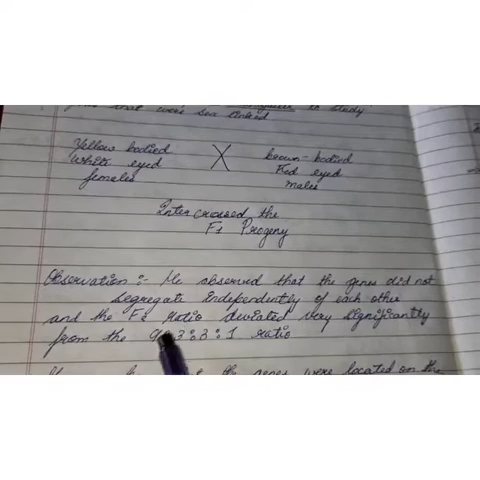 that were sex linked
Yellow bodied X brown-bodied
White eyed Red eyed
females males
Intercrossed the
F1 Progeny
Observation :- He observed that the genes did not
segregate independently of each other
and the F2 ratio deviated very significantly
from the 9:3:3:1 ratio
the genes were located on the